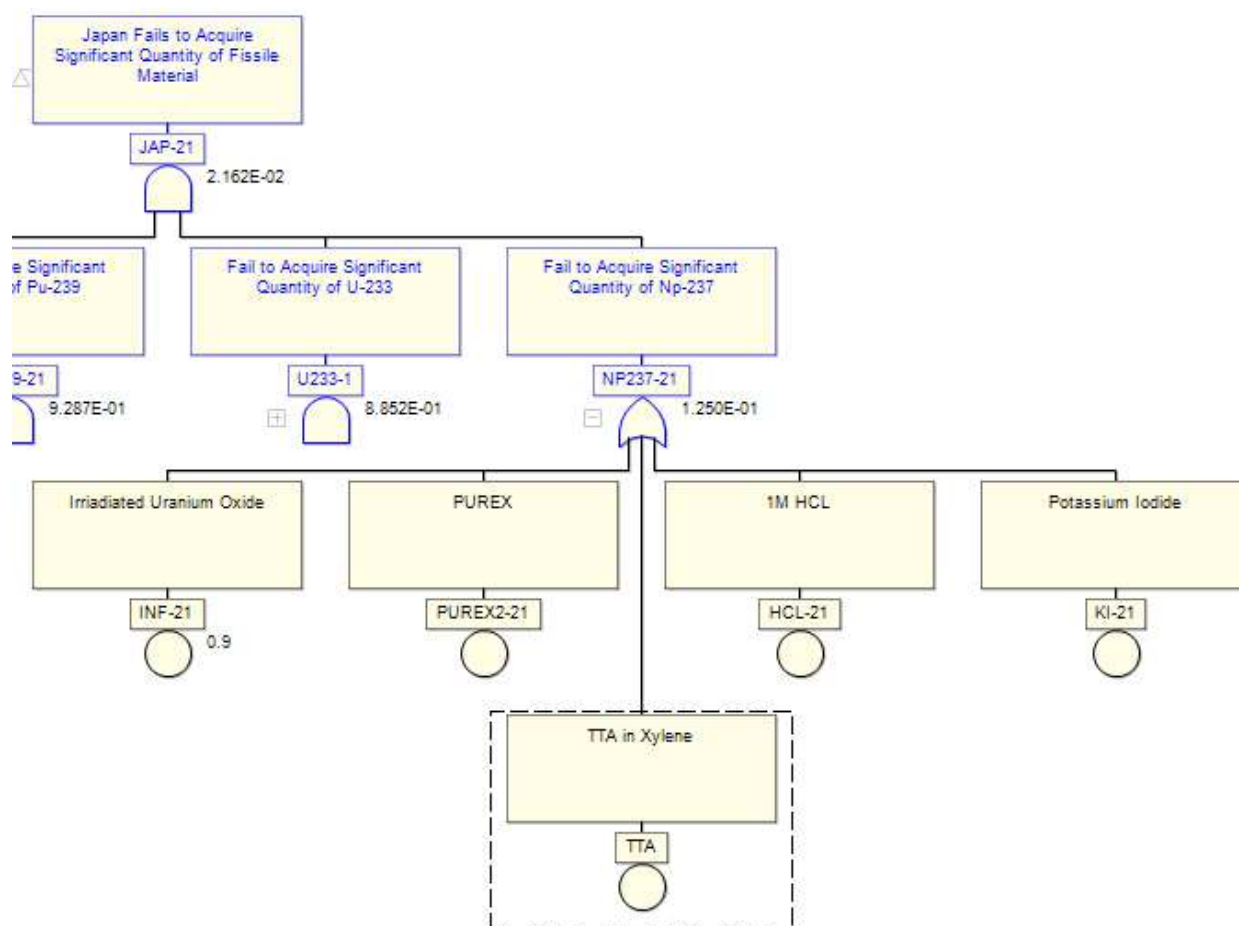 Japan Fails to Acquire
Significant Quantity of Fissile
Material
JAP-21
2.162E-02
e Significant
of Pu-239
Fail to Acquire Significant
Quantity of U-233
Fail to Acquire Significant
Quantity of Np-237
9-21
U233-1
NP237-21
9.287E-01
8.852E-01
1.250E-01
Irriadiated Uranium Oxide
PUREX
1M HCL
Potassium Iodide
INF-21
PUREX2-21
HCL-21
KI-21
0.9
TTA in Xylene
TTA